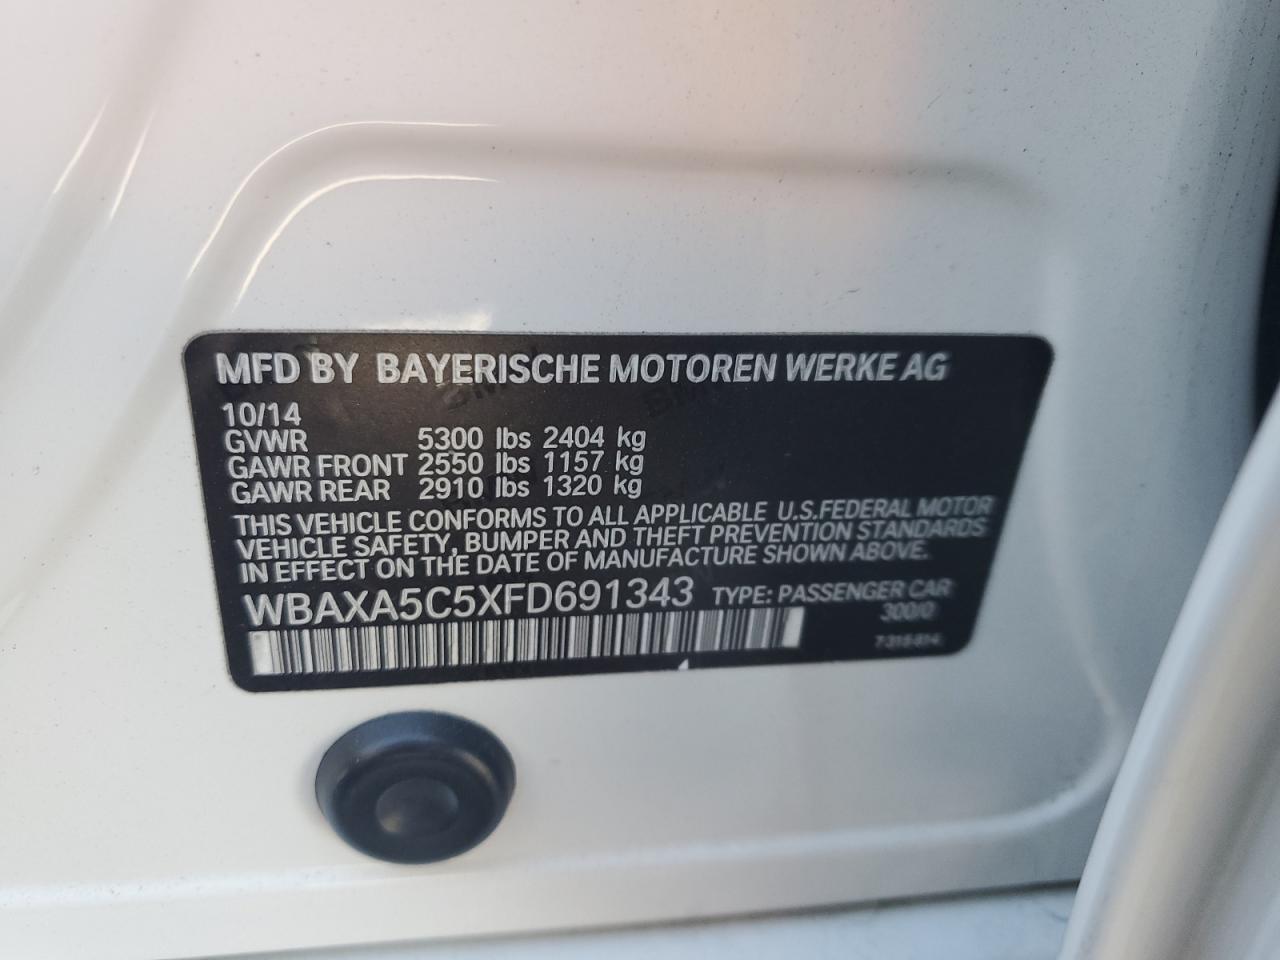 MFD BY BAYERISCHE MOTOREN WERKE AG
10/14
GVWR 5300 lbs 2404 kg
GAWR FRONT 2550 lbs 1157 kg
GAWR REAR 2910 lbs 1320 kg
THIS VEHICLE CONFORMS TO ALL APPLICABLE U.S.FEDERAL MOTOR
VEHICLE SAFETY, BUMPER AND THEFT PREVENTION STANDARDS
IN EFFECT ON THE DATE OF MANUFACTURE SHOWN ABOVE.
WBAXA5C5XFD691343 TYPE: PASSENGER CAR
300/0